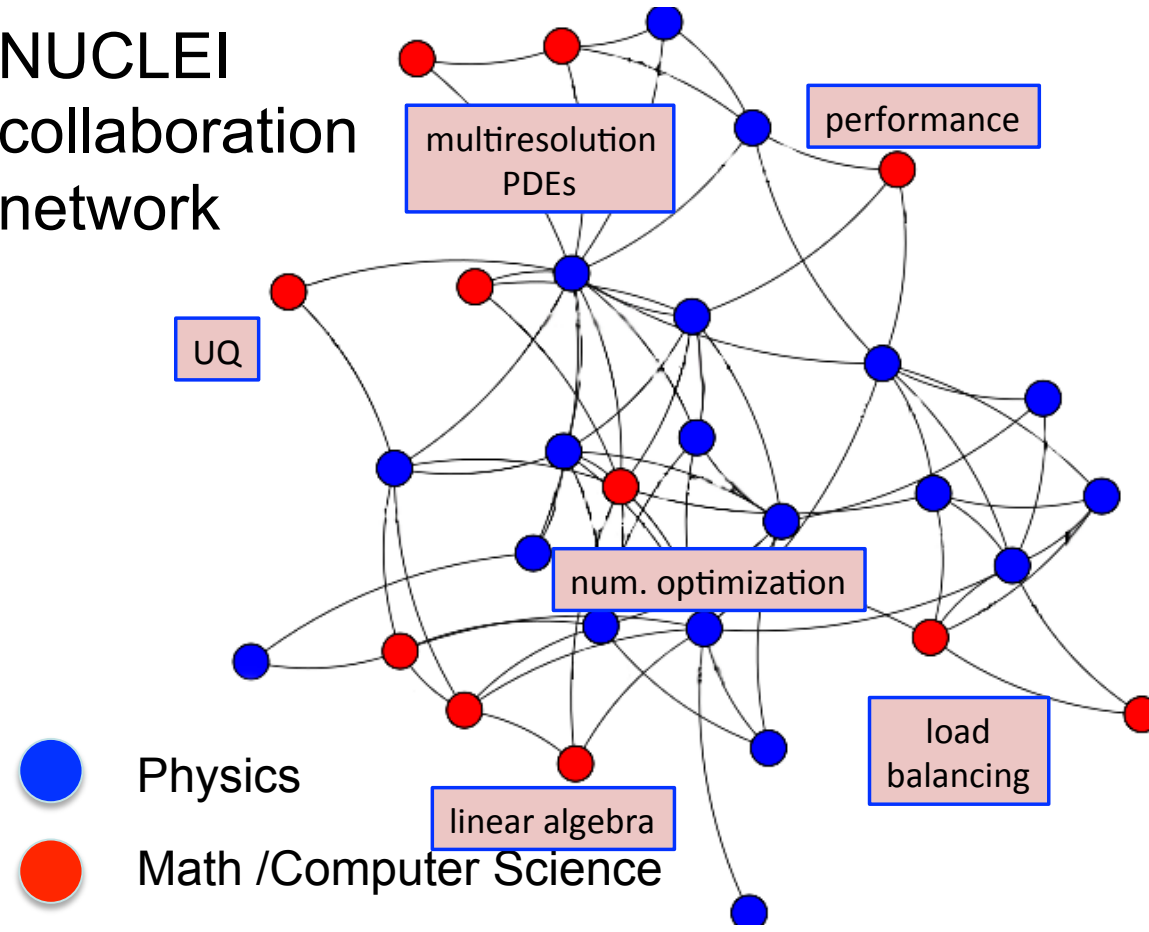 NUCLEI
collaboration
network
multiresolution
PDEs
performance
UQ
num. optimization
load
balancing
linear algebra
Physics
Math /Computer Science